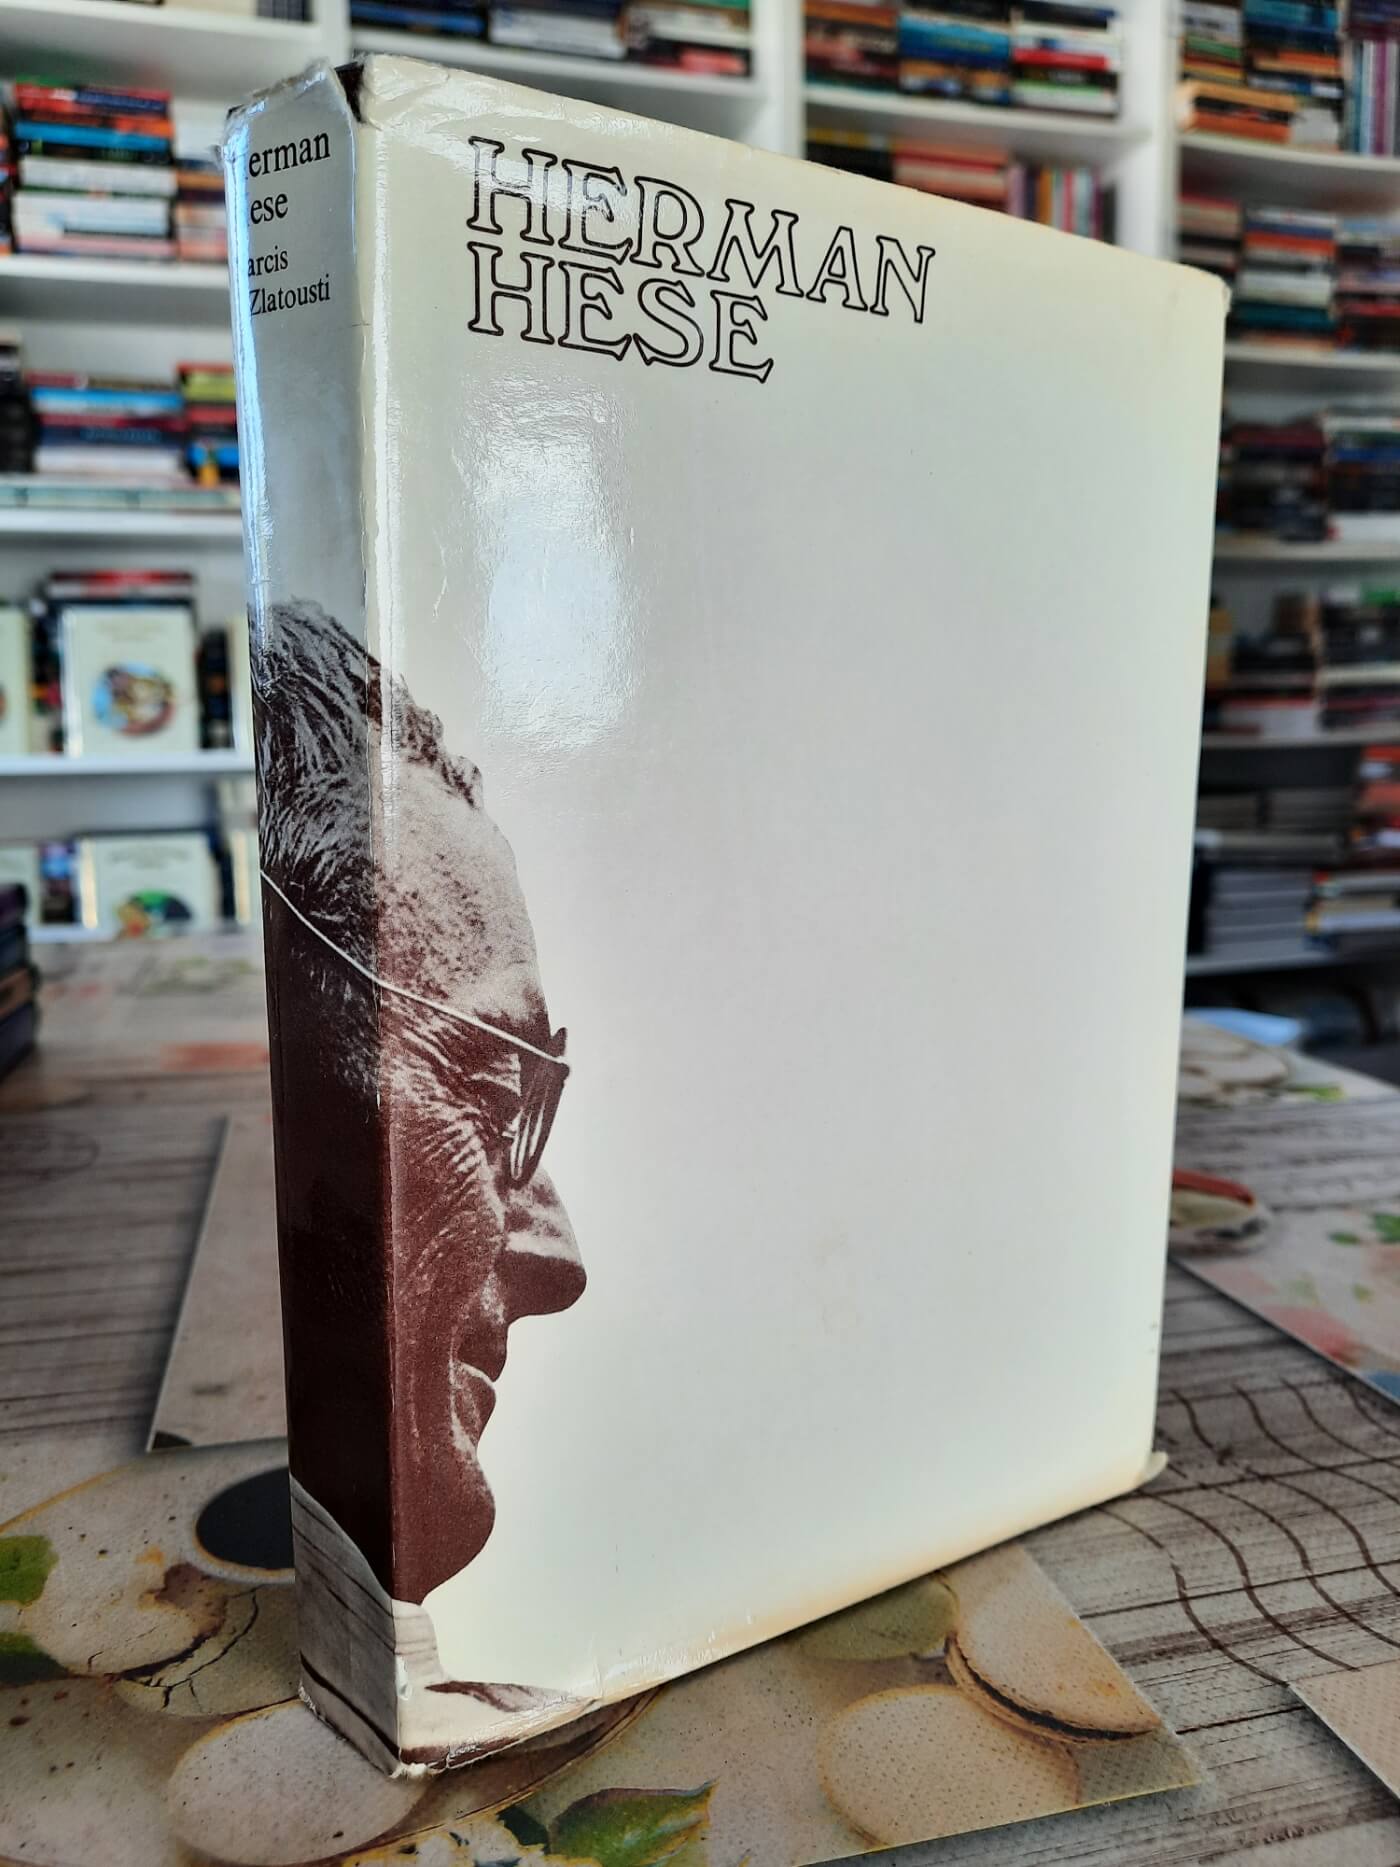 HERMAN
HESE
erman
ese
arcis
Zlatousti